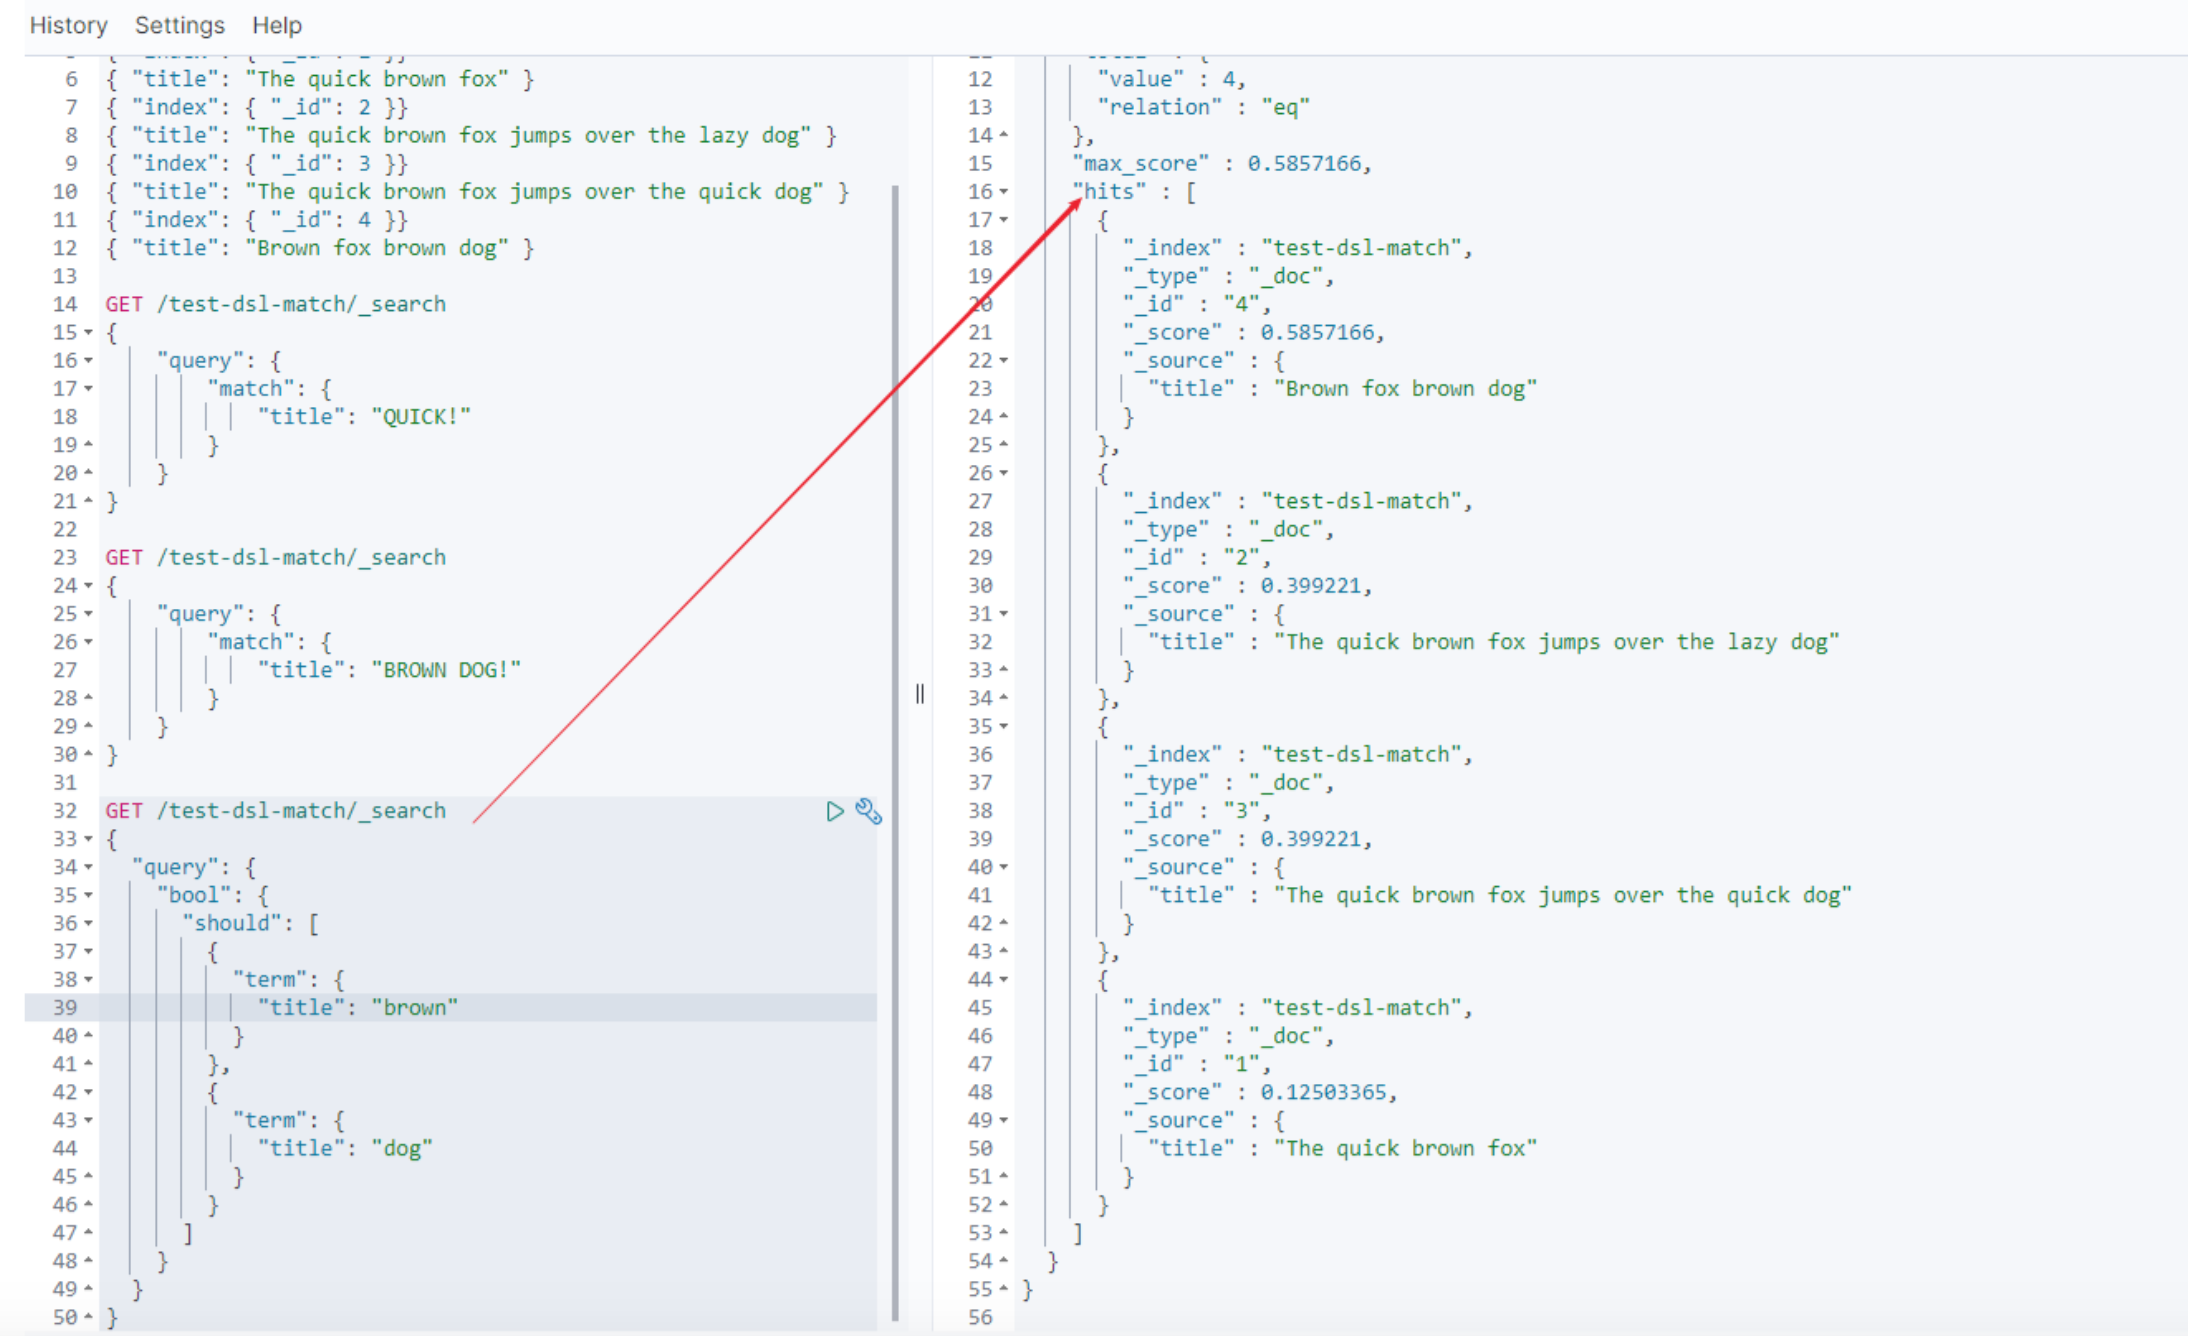 History Settings Help
6 { "title": "The quick brown fox" }
7 { "index": { "_id": 2 }}
8 { "title": "The quick brown fox jumps over the lazy dog" }
9 { "index": { "_id": 3 }}
10 { "title": "The quick brown fox jumps over the quick dog" }
11 { "index": { "_id": 4 }}
12 { "title": "Brown fox brown dog" }
13
14 GET /test-dsl-match/_search
15 {
16 "query": {
17 "match": {
18 "title": "QUICK!"
19 }
20 }
21 }
22
23 GET /test-dsl-match/_search
24 {
25 "query": {
26 "match": {
27 "title": "BROWN DOG!"
28 }
29 }
30 }
31
32 GET /test-dsl-match/_search
33 {
34 "query": {
35 "bool": {
36 "should": [
37 {
38 "term": {
39 "title": "brown"
40 }
41 },
42 {
43 "term": {
44 "title": "dog"
45 }
46 }
47 ]
48 }
49 }
50 }
12 "value" : 4,
13 "relation" : "eq"
14 },
15 "max_score" : 0.5857166,
16 "hits" : [
17 {
18 "_index" : "test-dsl-match",
19 "_type" : "_doc",
20 "_id" : "4",
21 "_score" : 0.5857166,
22 "_source" : {
23 "title" : "Brown fox brown dog"
24 }
25 },
26 {
27 "_index" : "test-dsl-match",
28 "_type" : "_doc",
29 "_id" : "2",
30 "_score" : 0.399221,
31 "_source" : {
32 "title" : "The quick brown fox jumps over the lazy dog"
33 }
34 },
35 {
36 "_index" : "test-dsl-match",
37 "_type" : "_doc",
38 "_id" : "3",
39 "_score" : 0.399221,
40 "_source" : {
41 "title" : "The quick brown fox jumps over the quick dog"
42 }
43 },
44 {
45 "_index" : "test-dsl-match",
46 "_type" : "_doc",
47 "_id" : "1",
48 "_score" : 0.12503365,
49 "_source" : {
50 "title" : "The quick brown fox"
51 }
52 }
53 ]
54 }
55 }
56